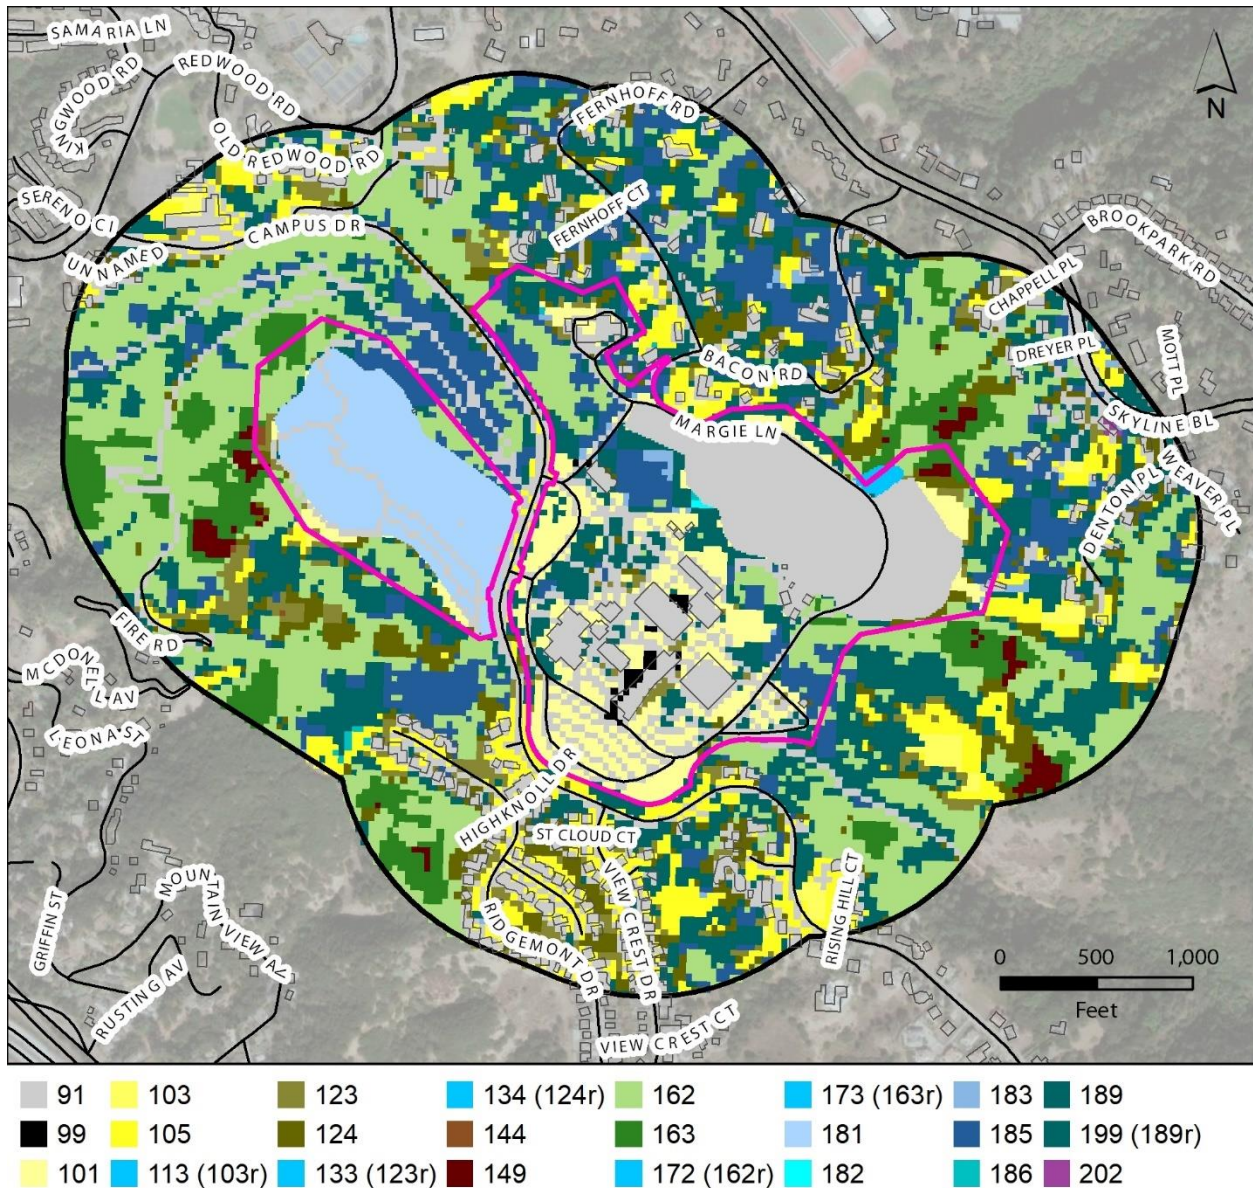 SAMARIA LN
KINGWOOD RD
REDWOOD RD
OLD REDWOOD RD
FERNHOFF RD
N
SERENO CI
UNNAMED
CAMPUS DR
FERNHOFF CT
BROOKPARK RD
CHAPPELL PL
DREYER PL
MOTT PL
BACON RD
MARGIE LN
SKYLINE BL
WEAVER PL
DENTON PL
FIRE RD
MCDONELL AV
LEONA ST
HIGH KNOLL DR
ST CLOUD CT
VIEW CREST DR
RIDGEMONT DR
RISING HILL CT
GRIFFIN ST
MOUNTAIN VIEW AV
RUSTING AV
VIEW CREST CT
0 500 1,000
Feet
91 103 123 134 (124r) 162 173 (163r) 183 189
99 105 124 144 163 181 185 199 (189r)
101 113 (103r) 133 (123r) 149 172 (162r) 182 186 202